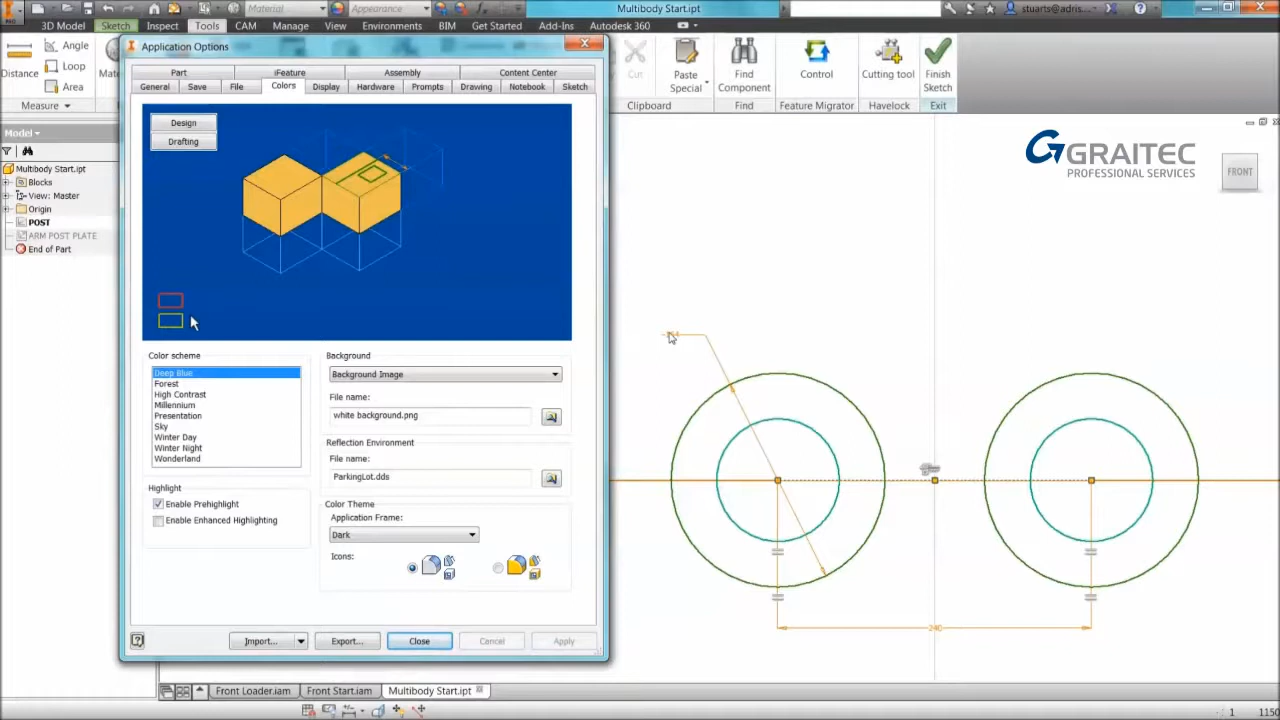 Material
Appearance
Multibody Start.ipt
stuarts@adris...
3D Model
Sketch
Inspect
Tools
CAM
Manage
View
Environments
BIM
Get Started
Add-Ins
Autodesk 360
Angle
Loop
Area
Distance
Measure
Cut
Paste Special
Find Component
Control
Cutting tool
Finish Sketch
Clipboard
Find
Feature Migrator
Havelock
Exit
Application Options
Part
iFeature
Assembly
Content Center
General
Save
File
Colors
Display
Hardware
Prompts
Drawing
Notebook
Sketch
Design
Drafting
Model
Multibody Start.ipt
Blocks
View: Master
Origin
POST
ARM POST PLATE
End of Part
GRAITEC
PROFESSIONAL SERVICES
FRONT
Color scheme
Deep Blue
Forest
High Contrast
Millennium
Presentation
Sky
Winter Day
Winter Night
Wonderland
Highlight
Enable Prehighlight
Enable Enhanced Highlighting
Background
Background Image
File name:
white background.png
Reflection Environment
File name:
ParkingLot.dds
Color Theme
Application Frame:
Dark
Icons:
Import...
Export...
Close
Cancel
Apply
240
Front Loader.iam
Front Start.iam
Multibody Start.ipt
1